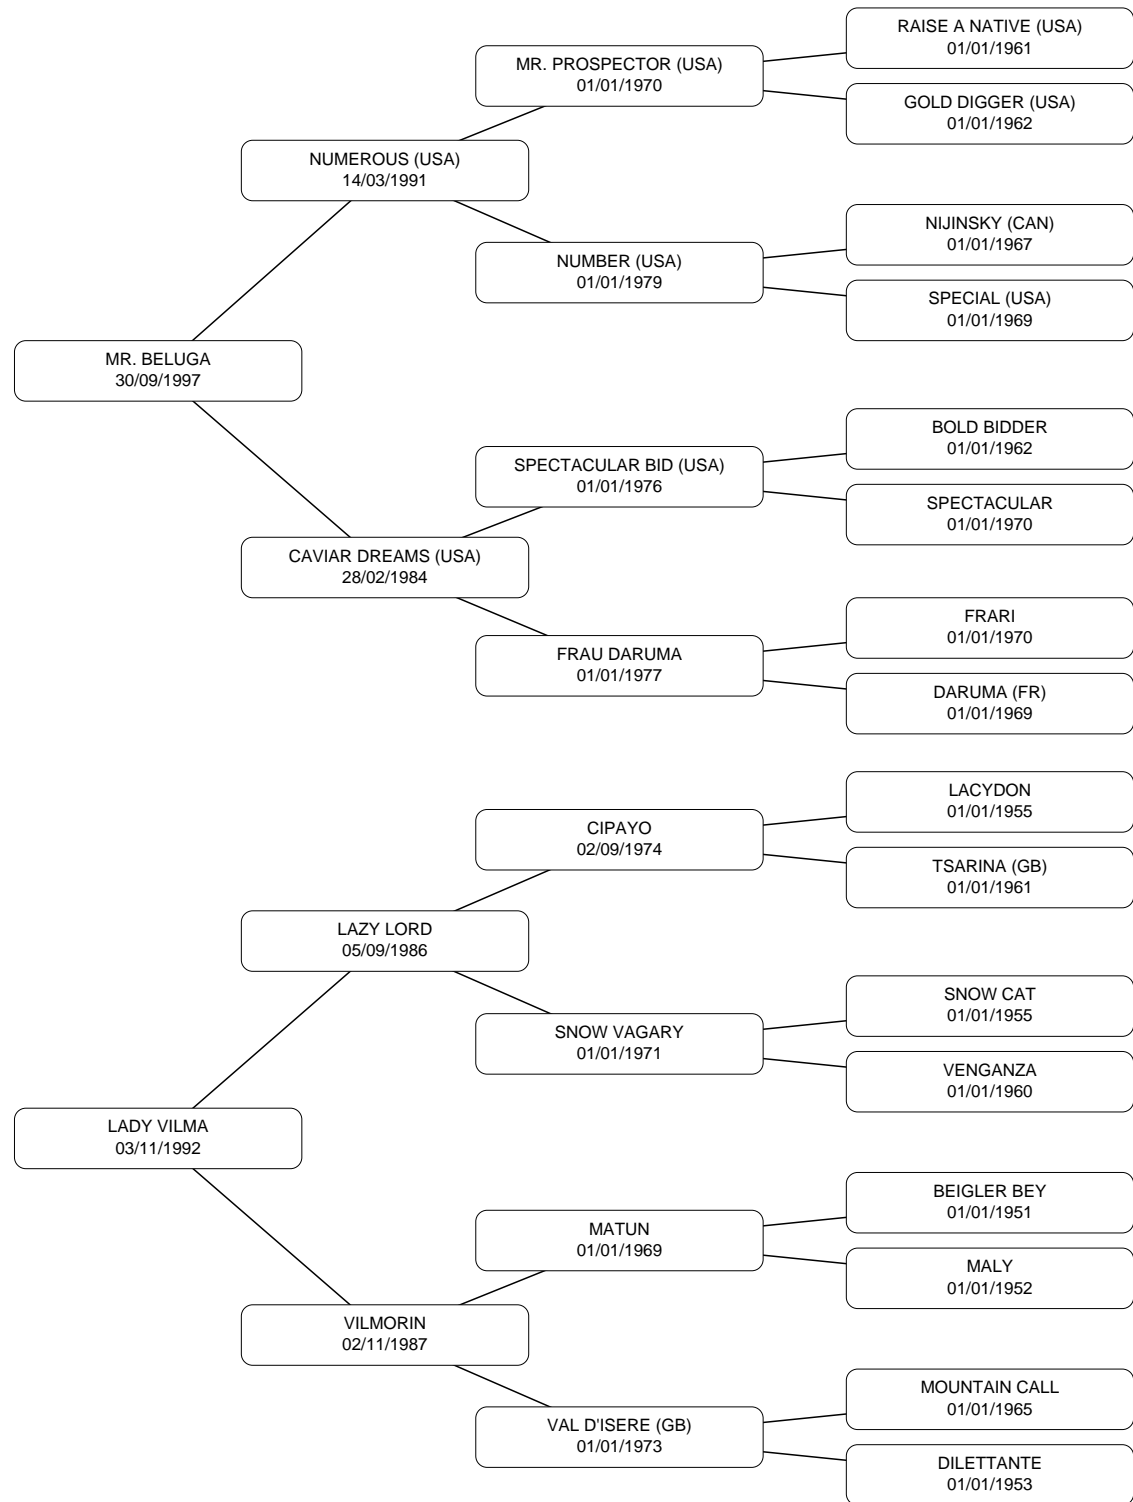 RAISE A NATIVE (USA)
01/01/1961
MR. PROSPECTOR (USA)
01/01/1970
GOLD DIGGER (USA)
01/01/1962
NUMEROUS (USA)
14/03/1991
NIJINSKY (CAN)
01/01/1967
NUMBER (USA)
01/01/1979
SPECIAL (USA)
01/01/1969
MR. BELUGA
30/09/1997
BOLD BIDDER
01/01/1962
SPECTACULAR BID (USA)
01/01/1976
SPECTACULAR
01/01/1970
CAVIAR DREAMS (USA)
28/02/1984
FRARI
01/01/1970
FRAU DARUMA
01/01/1977
DARUMA (FR)
01/01/1969
LACYDON
01/01/1955
CIPAYO
02/09/1974
TSARINA (GB)
01/01/1961
LAZY LORD
05/09/1986
SNOW CAT
01/01/1955
SNOW VAGARY
01/01/1971
VENGANZA
01/01/1960
LADY VILMA
03/11/1992
BEIGLER BEY
01/01/1951
MATUN
01/01/1969
MALY
01/01/1952
VILMORIN
02/11/1987
MOUNTAIN CALL
01/01/1965
VAL D'ISERE (GB)
01/01/1973
DILETTANTE
01/01/1953